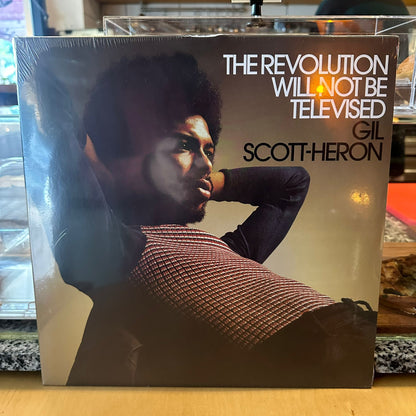 THE REVOLUTION
WILL NOT BE
TELEVISED
GIL
SCOTT-HERON